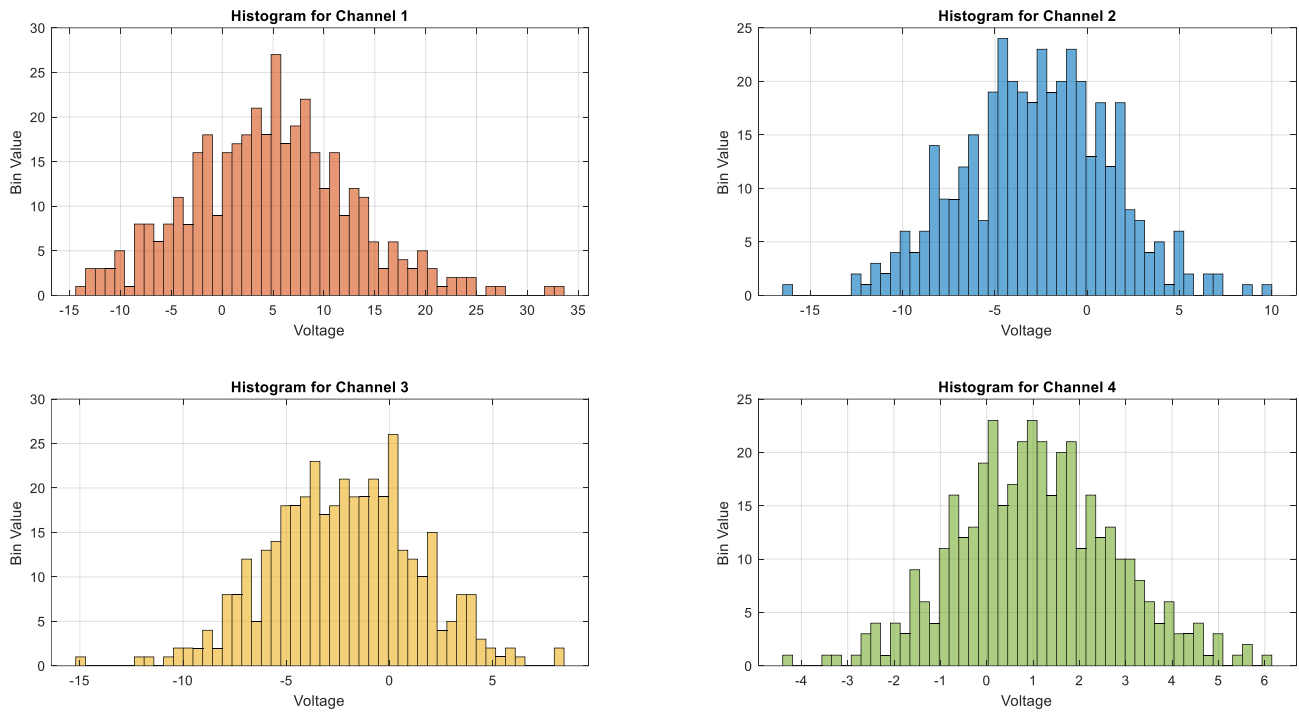 Histogram for Channel 1
30
25
20
15
10
5
0
Bin Value
-15 -10 -5 0 5 10 15 20 25 30 35
Voltage
Histogram for Channel 2
25
20
15
10
5
0
Bin Value
-15 -10 -5 0 5 10
Voltage
Histogram for Channel 3
30
25
20
15
10
5
0
Bin Value
-15 -10 -5 0 5
Voltage
Histogram for Channel 4
25
20
15
10
5
0
Bin Value
-4 -3 -2 -1 0 1 2 3 4 5 6
Voltage